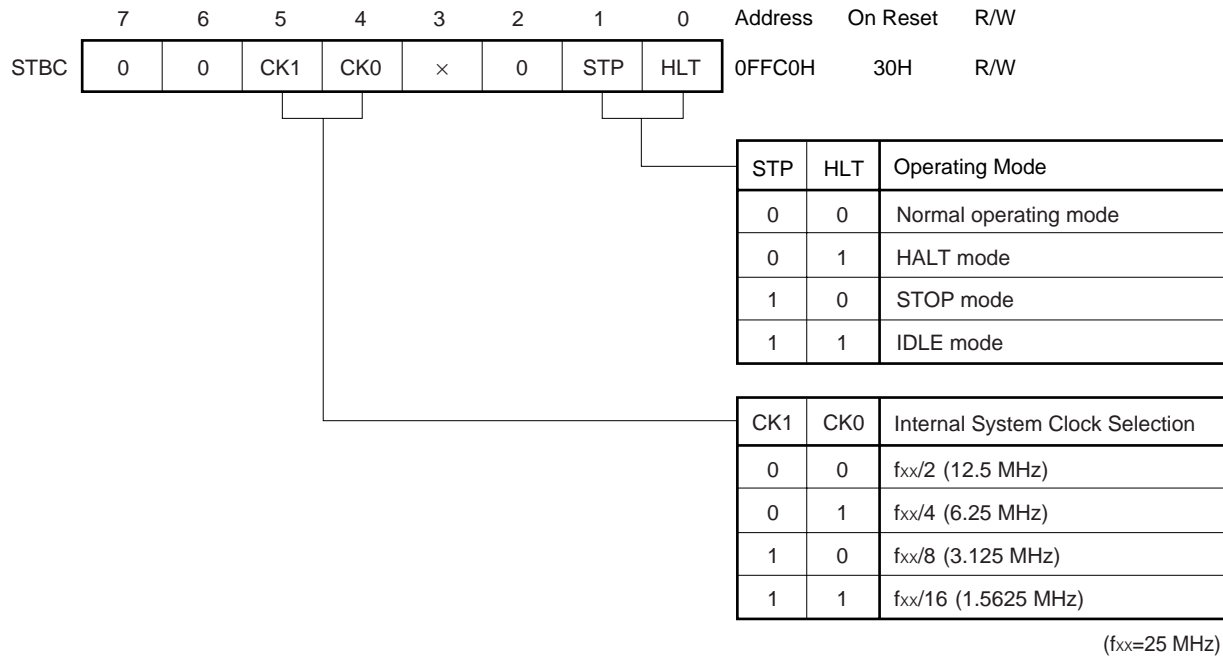 7 6 5 4 3 2 1 0 Address On Reset R/W
STBC 0 0 CK1 CK0 × 0 STP HLT 0FFC0H 30H R/W
STP HLT Operating Mode
0 0 Normal operating mode
0 1 HALT mode
1 0 STOP mode
1 1 IDLE mode
CK1 CK0 Internal System Clock Selection
0 0 fxx/2 (12.5 MHz)
0 1 fxx/4 (6.25 MHz)
1 0 fxx/8 (3.125 MHz)
1 1 fxx/16 (1.5625 MHz)
(fxx=25 MHz)